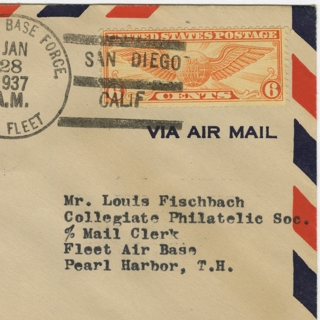 BASE FORCE,
JAN
28
1937
A.M.
FLEET
SAN DIEGO
CALIF
UNITED STATES POSTAGE
6 CENTS 6
VIA AIR MAIL
Mr. Louis Fischbach
Collegiate Philatelic Soc.
% Mail Clerk
Fleet Air Base
Pearl Harbor, T.H.